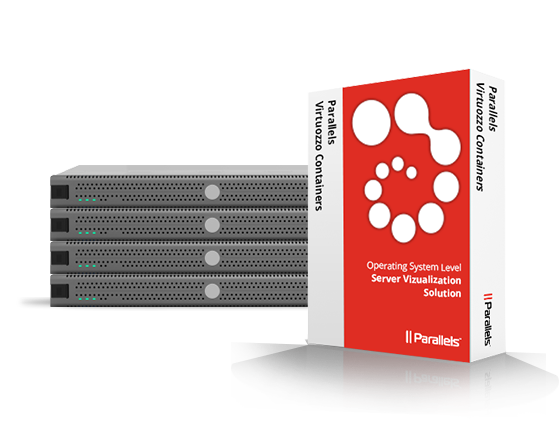 Parallels
Virtuozzo Containers
Operating System Level
Server Vizualization
Solution
Parallels
Parallels
Virtuozzo Containers
Parallels